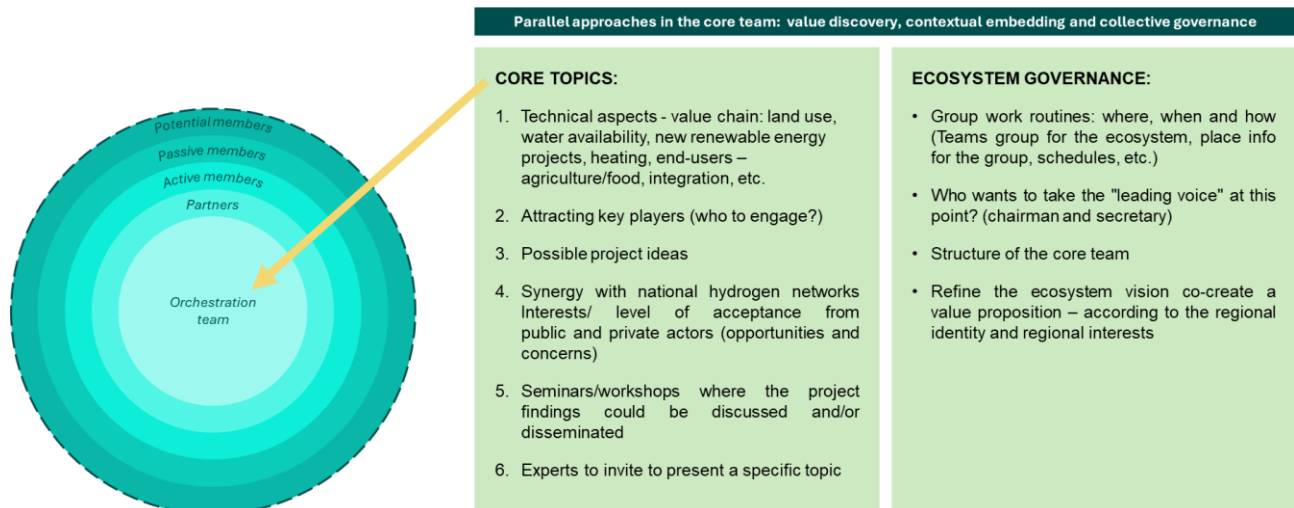 Parallel approaches in the core team: value discovery, contextual embedding and collective governance
Potential members
Passive members
Active members
Partners
Orchestration
team
CORE TOPICS:
1. Technical aspects - value chain: land use,
water availability, new renewable energy
projects, heating, end-users –
agriculture/food, integration, etc.
2. Attracting key players (who to engage?)
3. Possible project ideas
4. Synergy with national hydrogen networks
Interests/ level of acceptance from
public and private actors (opportunities and
concerns)
5. Seminars/workshops where the project
findings could be discussed and/or
disseminated
6. Experts to invite to present a specific topic
ECOSYSTEM GOVERNANCE:
• Group work routines: where, when and how
(Teams group for the ecosystem, place info
for the group, schedules, etc.)
• Who wants to take the "leading voice" at this
point? (chairman and secretary)
• Structure of the core team
• Refine the ecosystem vision co-create a
value proposition – according to the regional
identity and regional interests